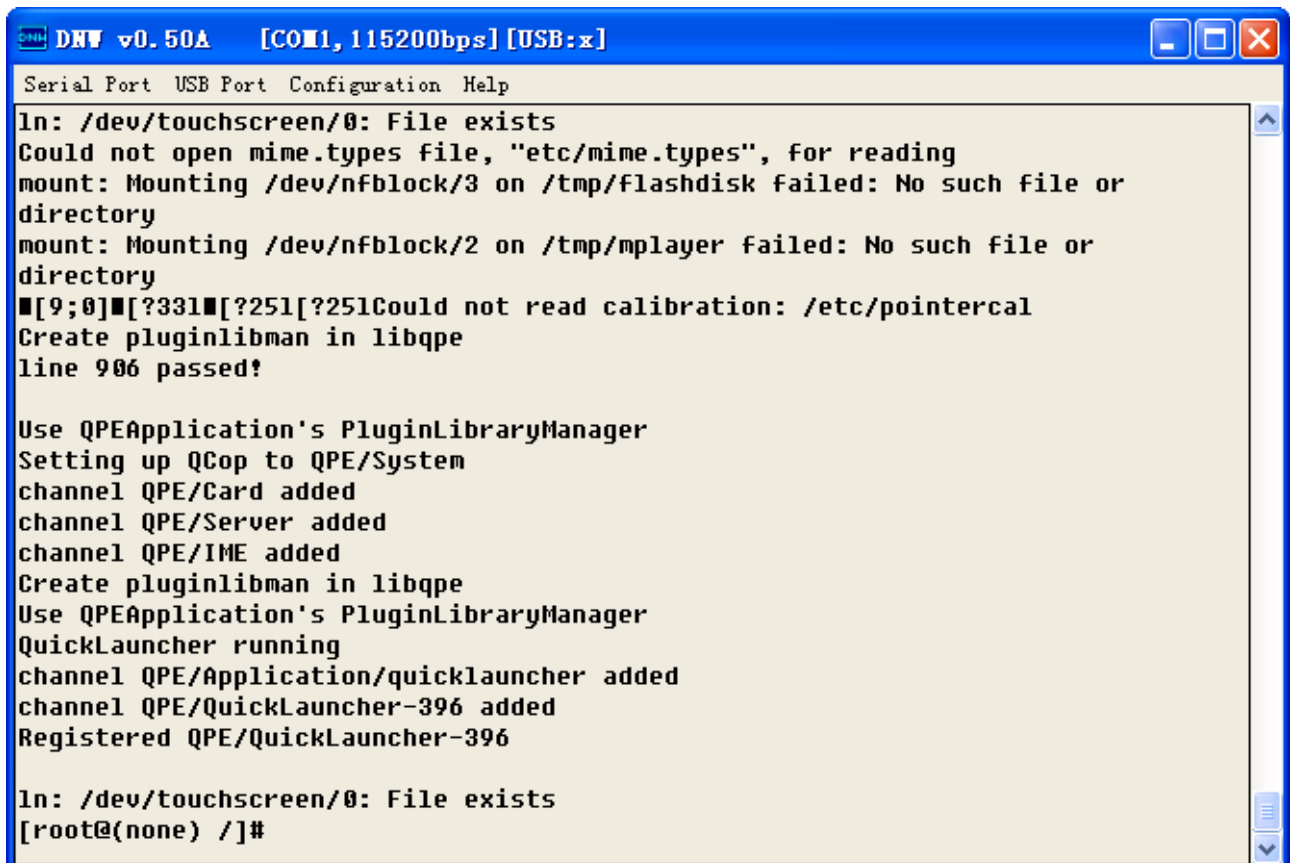 DNW v0.50A [COM1,115200bps][USB:x]
Serial Port USB Port Configuration Help
ln: /dev/touchscreen/0: File exists
Could not open mime.types file, "etc/mime.types", for reading
mount: Mounting /dev/nfblock/3 on /tmp/flashdisk failed: No such file or
directory
mount: Mounting /dev/nfblock/2 on /tmp/mplayer failed: No such file or
directory
■[9;0]■[?33l■[?25l[?25lCould not read calibration: /etc/pointercal
Create pluginlibman in libqpe
line 906 passed!
Use QPEApplication's PluginLibraryManager
Setting up QCop to QPE/System
channel QPE/Card added
channel QPE/Server added
channel QPE/IME added
Create pluginlibman in libqpe
Use QPEApplication's PluginLibraryManager
QuickLauncher running
channel QPE/Application/quicklauncher added
channel QPE/QuickLauncher-396 added
Registered QPE/QuickLauncher-396
ln: /dev/touchscreen/0: File exists
[root@(none) /]#